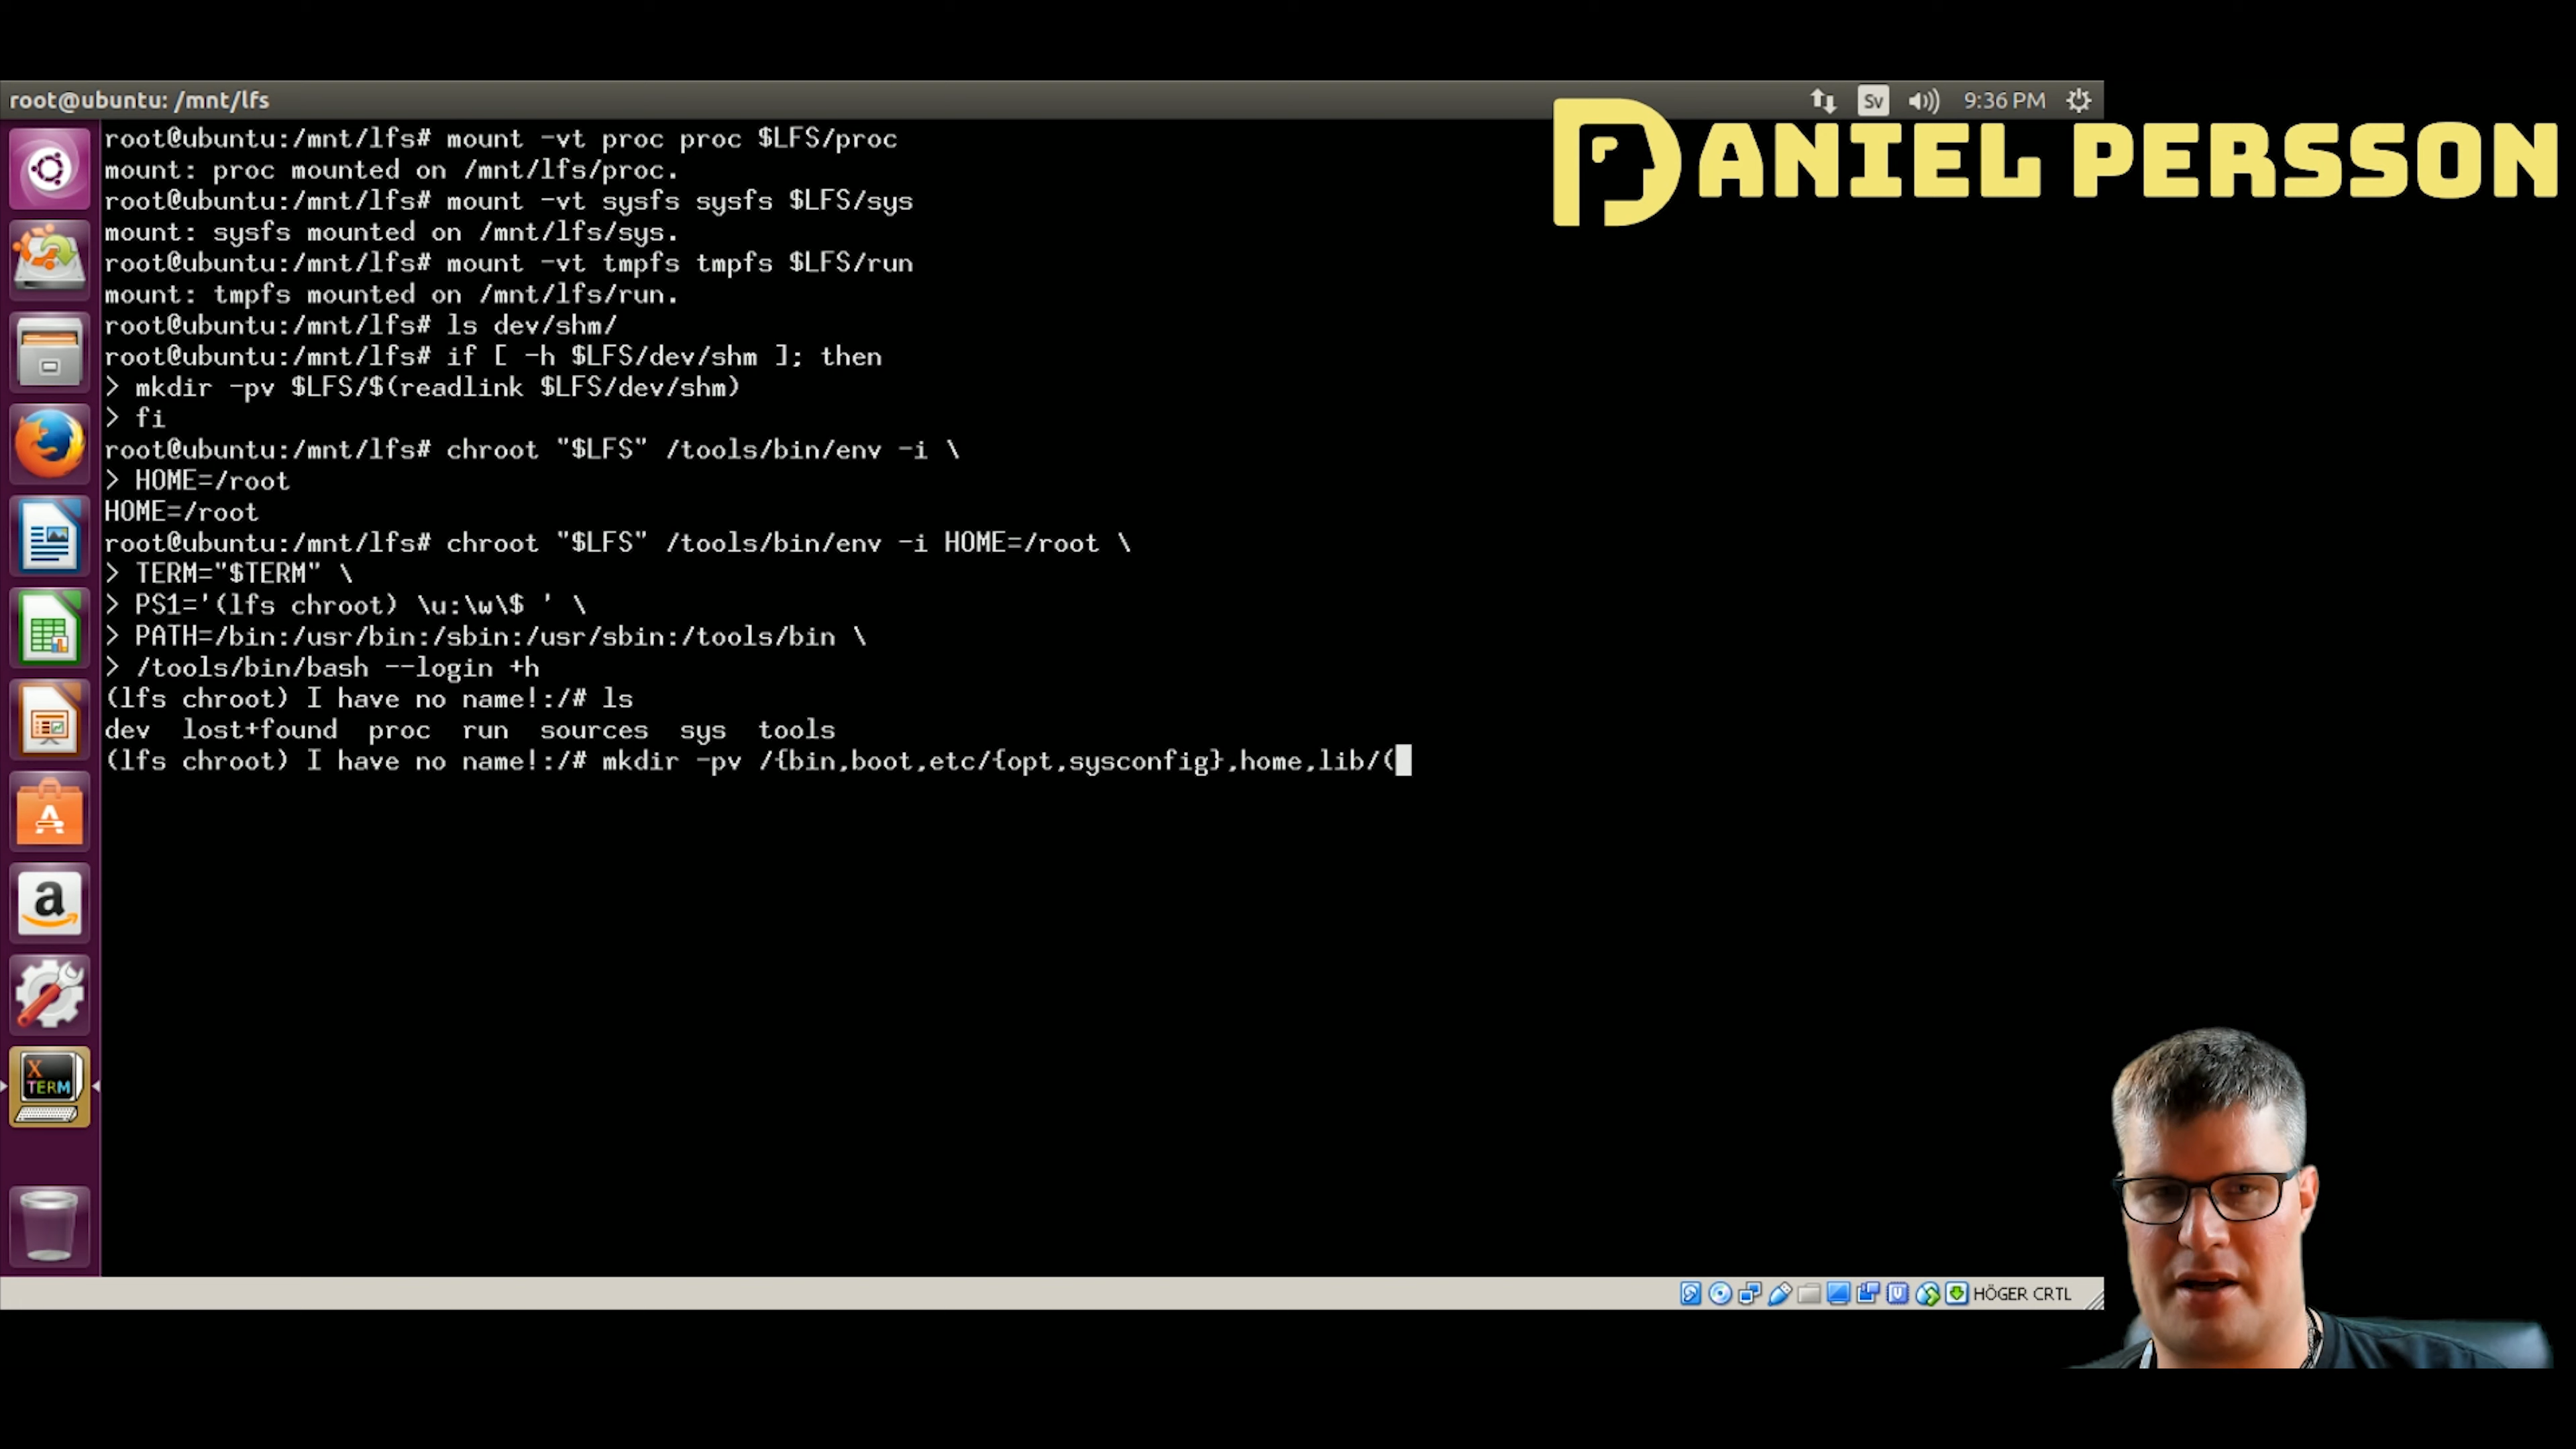 root@ubuntu: /mnt/lfs
Sv 9:36 PM
DANIEL PERSSON
root@ubuntu:/mnt/lfs# mount -vt proc proc $LFS/proc
mount: proc mounted on /mnt/lfs/proc.
root@ubuntu:/mnt/lfs# mount -vt sysfs sysfs $LFS/sys
mount: sysfs mounted on /mnt/lfs/sys.
root@ubuntu:/mnt/lfs# mount -vt tmpfs tmpfs $LFS/run
mount: tmpfs mounted on /mnt/lfs/run.
root@ubuntu:/mnt/lfs# ls dev/shm/
root@ubuntu:/mnt/lfs# if [ -h $LFS/dev/shm ]; then
> mkdir -pv $LFS/$(readlink $LFS/dev/shm)
> fi
root@ubuntu:/mnt/lfs# chroot "$LFS" /tools/bin/env -i \
> HOME=/root
HOME=/root
root@ubuntu:/mnt/lfs# chroot "$LFS" /tools/bin/env -i HOME=/root \
> TERM="$TERM" \
> PS1='(lfs chroot) \u:\w\$ ' \
> PATH=/bin:/usr/bin:/sbin:/usr/sbin:/tools/bin \
> /tools/bin/bash --login +h
(lfs chroot) I have no name!:/# ls
dev lost+found proc run sources sys tools
(lfs chroot) I have no name!:/# mkdir -pv /{bin,boot,etc/{opt,sysconfig},home,lib/(
a
X
TERM
HÖGER CRTL